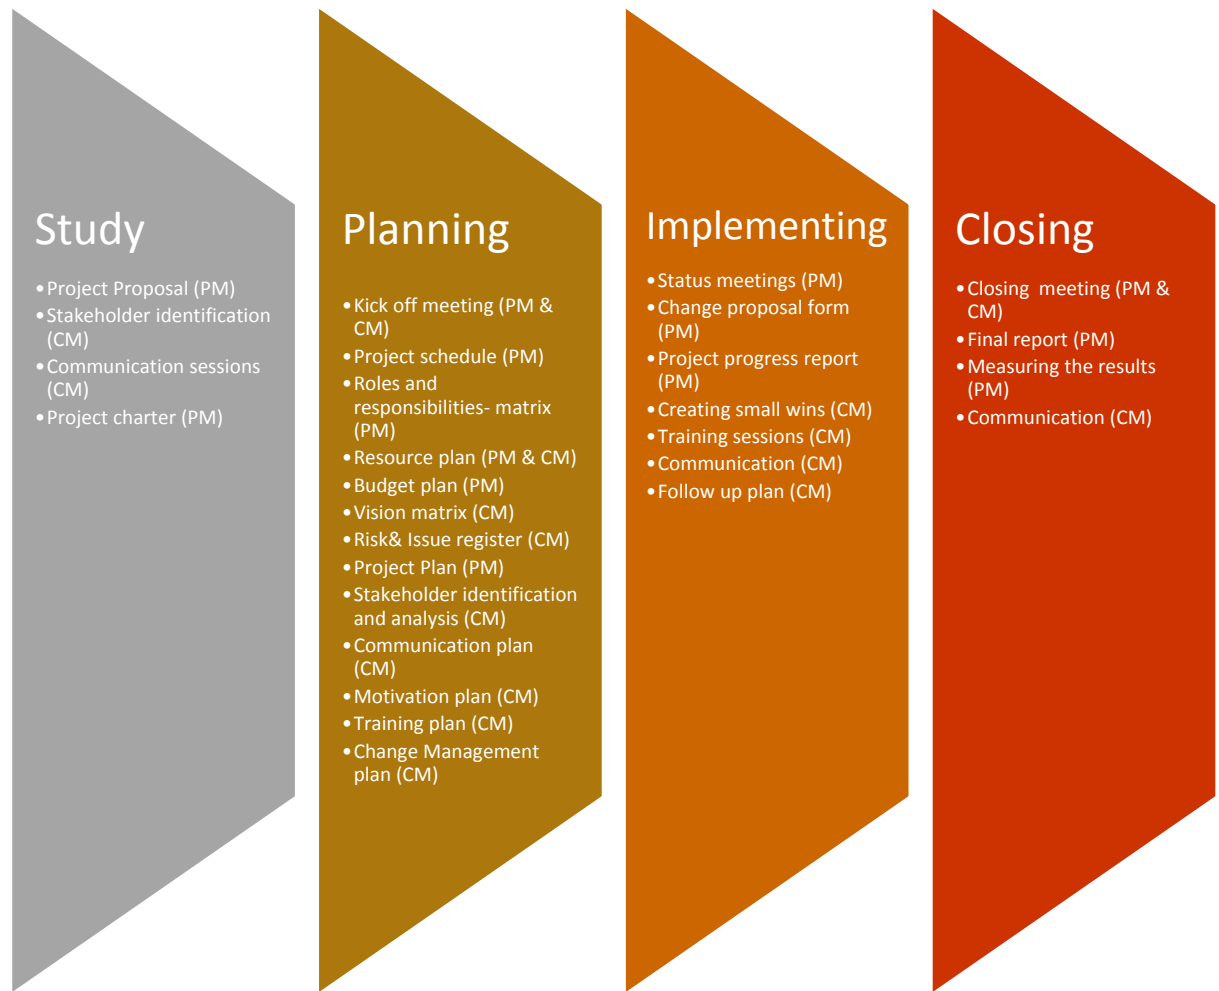 Study
•Project Proposal (PM)
•Stakeholder identification
(CM)
•Communication sessions
(CM)
•Project charter (PM)
Planning
•Kick off meeting (PM &
CM)
•Project schedule (PM)
•Roles and
responsibilities- matrix
(PM)
•Resource plan (PM & CM)
•Budget plan (PM)
•Vision matrix (CM)
•Risk& Issue register (CM)
•Project Plan (PM)
•Stakeholder identification
and analysis (CM)
•Communication plan
(CM)
•Motivation plan (CM)
•Training plan (CM)
•Change Management
plan (CM)
Implementing
•Status meetings (PM)
•Change proposal form
(PM)
•Project progress report
(PM)
•Creating small wins (CM)
•Training sessions (CM)
•Communication (CM)
•Follow up plan (CM)
Closing
•Closing  meeting (PM &
CM)
•Final report (PM)
•Measuring the results
(PM)
•Communication (CM)